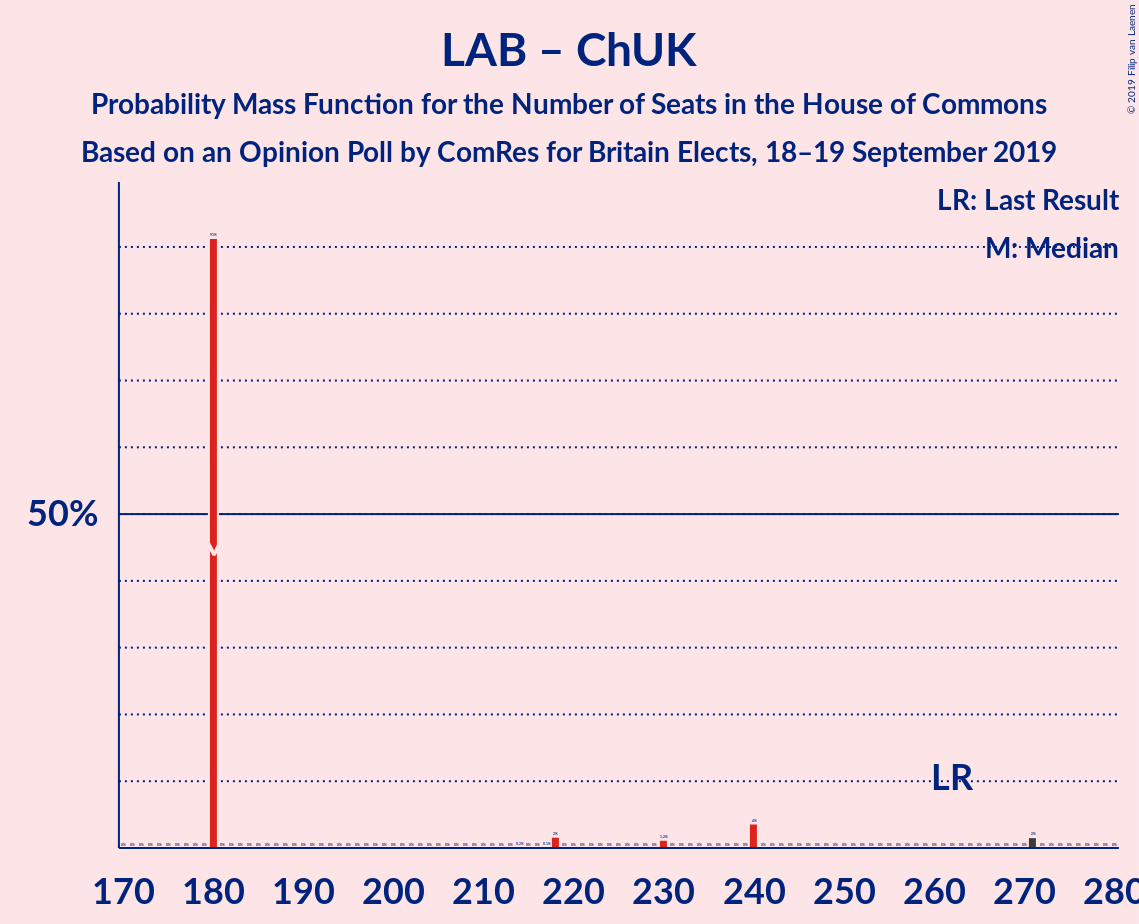 LAB – ChUK
Probability Mass Function for the Number of Seats in the House of Commons
Based on an Opinion Poll by ComRes for Britain Elects, 18–19 September 2019
© 2019 Filip van Laenen
LR: Last Result
M: Median
50%
M
LR
170 180 190 200 210 220 230 240 250 260 270 280